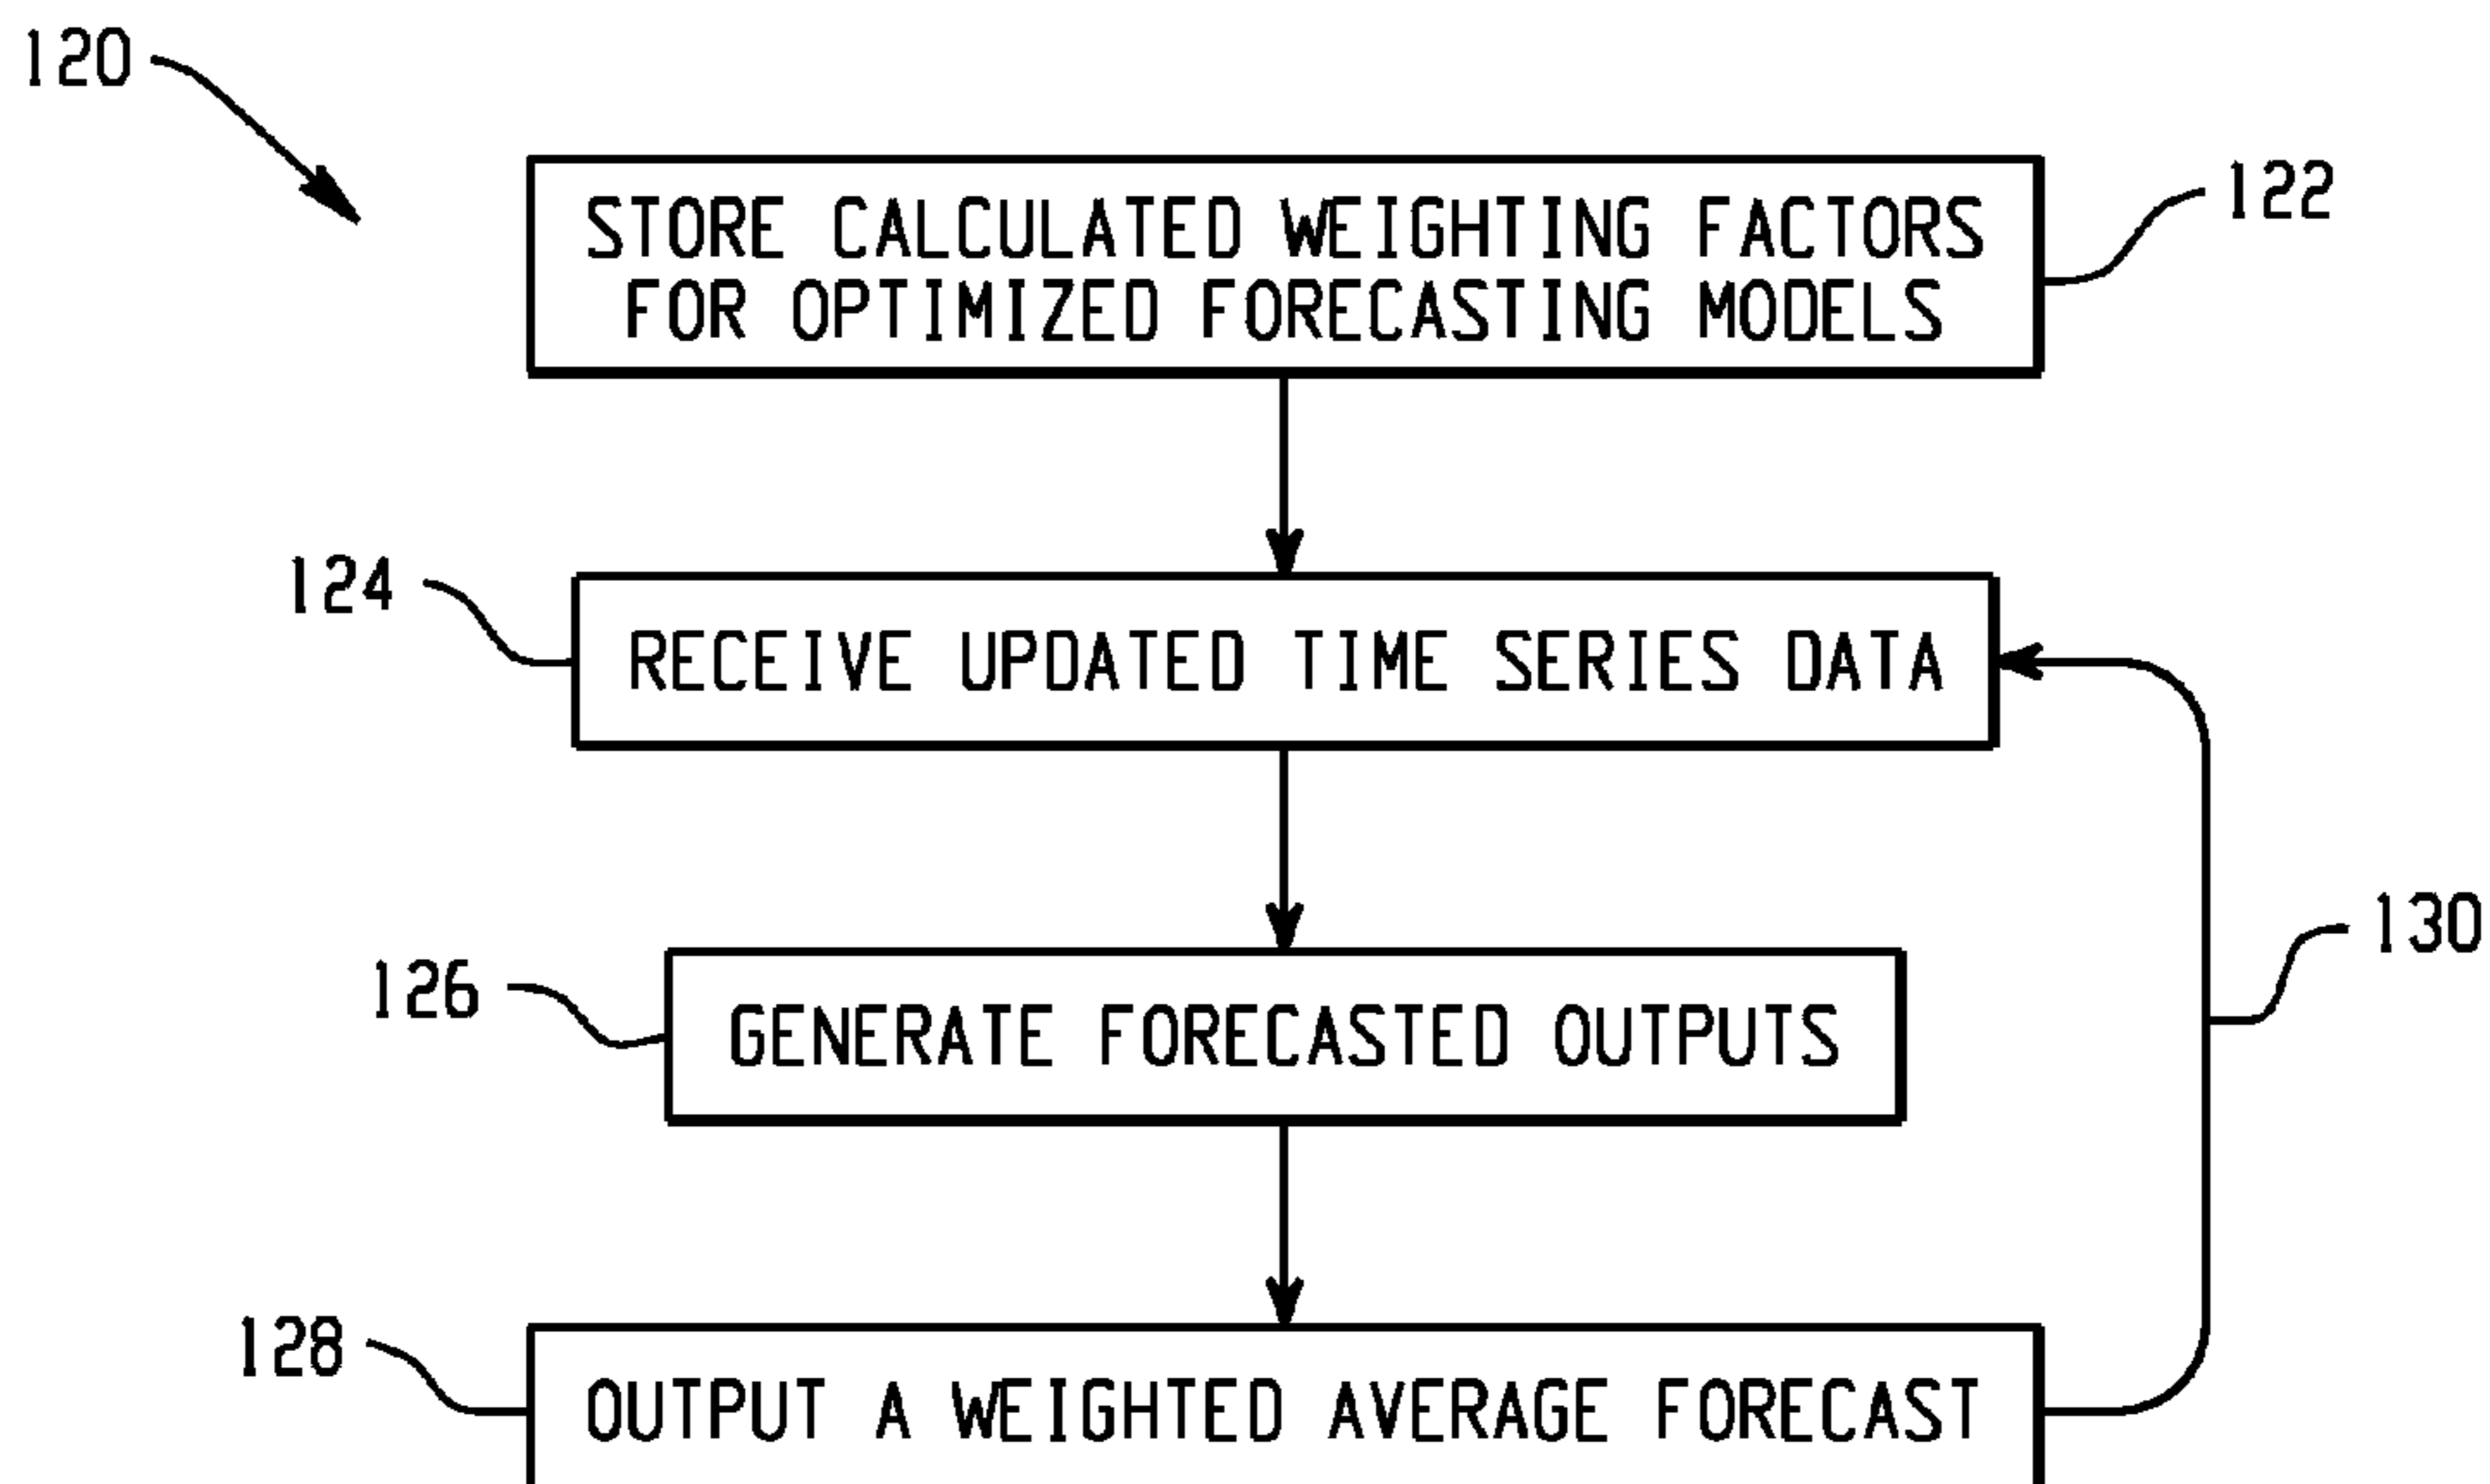 120
STORE CALCULATED WEIGHTING FACTORS
FOR OPTIMIZED FORECASTING MODELS
122
124
RECEIVE UPDATED TIME SERIES DATA
130
126
GENERATE FORECASTED OUTPUTS
128
OUTPUT A WEIGHTED AVERAGE FORECAST